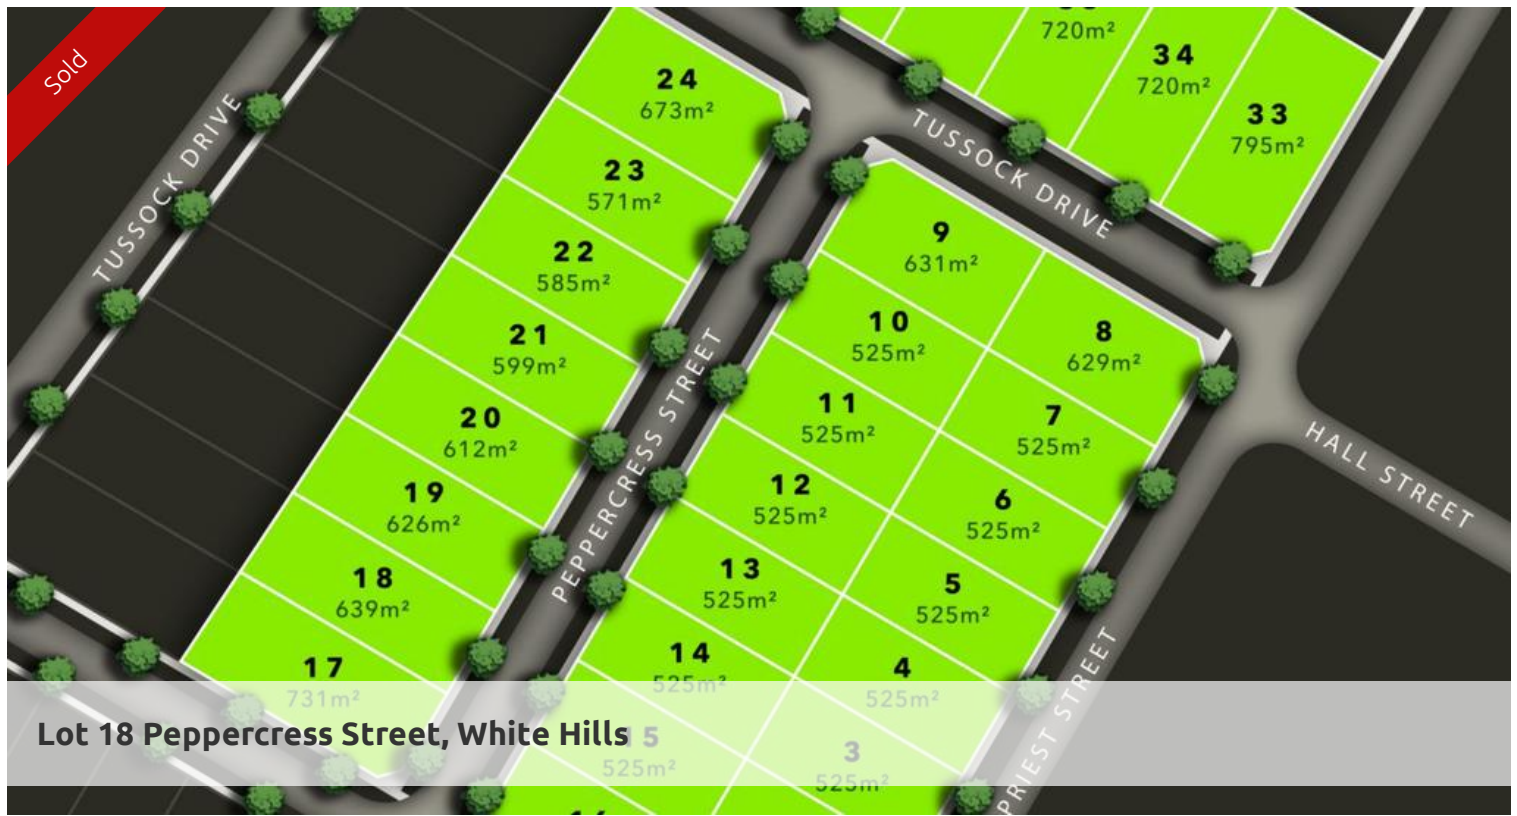 Sold
TUSSOCK DRIVE
720m²
34
720m²
33
795m²
24
673m²
23
571m²
22
585m²
21
599m²
20
612m²
19
626m²
18
639m²
17
731m²
TUSSOCK DRIVE
PEPPERCRESS STREET
9
631m²
8
629m²
10
525m²
7
525m²
11
525m²
6
525m²
12
525m²
5
525m²
13
525m²
4
525m²
14
525m²
3
525m²
15
525m²
HALL STREET
PRIEST STREET
Lot 18 Peppercress Street, White Hills